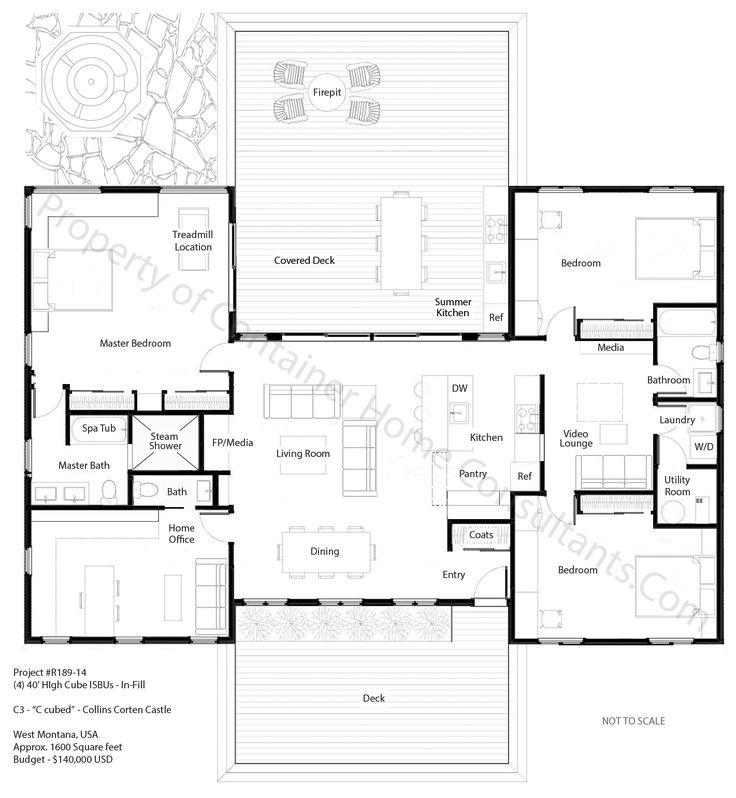 Firepit
Treadmill
Location
Covered Deck
Summer
Kitchen
Ref
Bedroom
Master Bedroom
Media
Bathroom
DW
Spa Tub
Steam
Shower
FP/Media
Living Room
Kitchen
Video
Lounge
Laundry
W/D
Master Bath
Pantry
Ref
Utility
Room
Bath
Home
Office
Dining
Coats
Entry
Bedroom
Deck
Property of Container Home Consultants.Com
Project #R189-14
(4) 40' HIgh Cube ISBUs - In-Fill
C3 - "C cubed" - Collins Corten Castle
West Montana, USA
Approx. 1600 Square feet
Budget - $140,000 USD
NOT TO SCALE